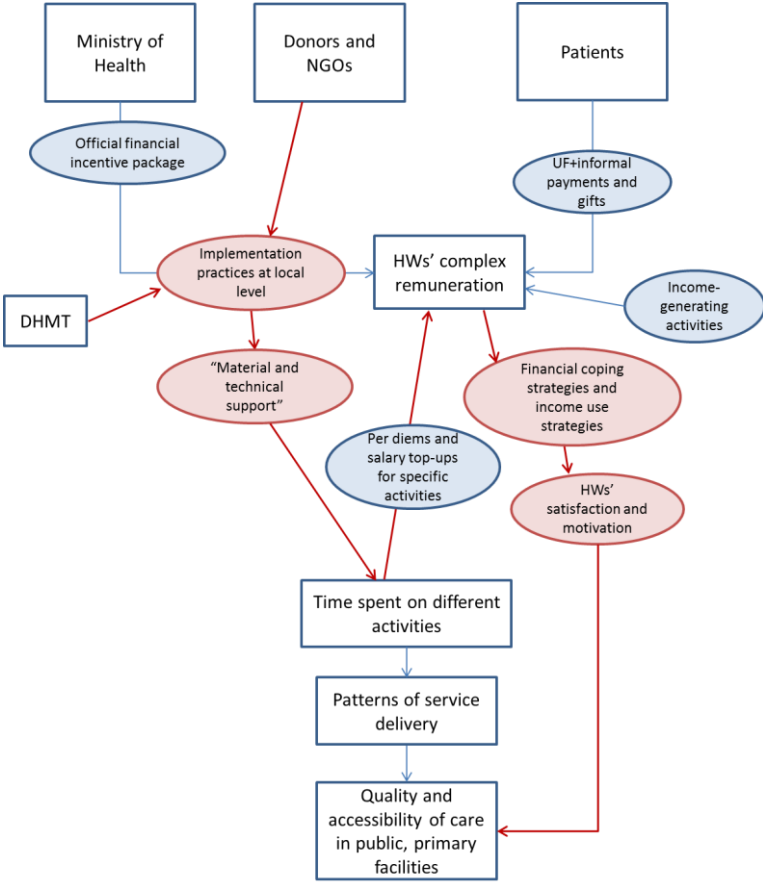 Ministry of
Health
Donors and
NGOs
Patients
Official financial
incentive package
UF+informal
payments and
gifts
Implementation
practices at local
level
HWs' complex
remuneration
Income-
generating
activities
DHMT
"Material and
technical
support"
Financial coping
strategies and
income use
strategies
Per diems and
salary top-ups
for specific
activities
HWs'
satisfaction and
motivation
Time spent on different
activities
Patterns of service
delivery
Quality and
accessibility of care
in public, primary
facilities